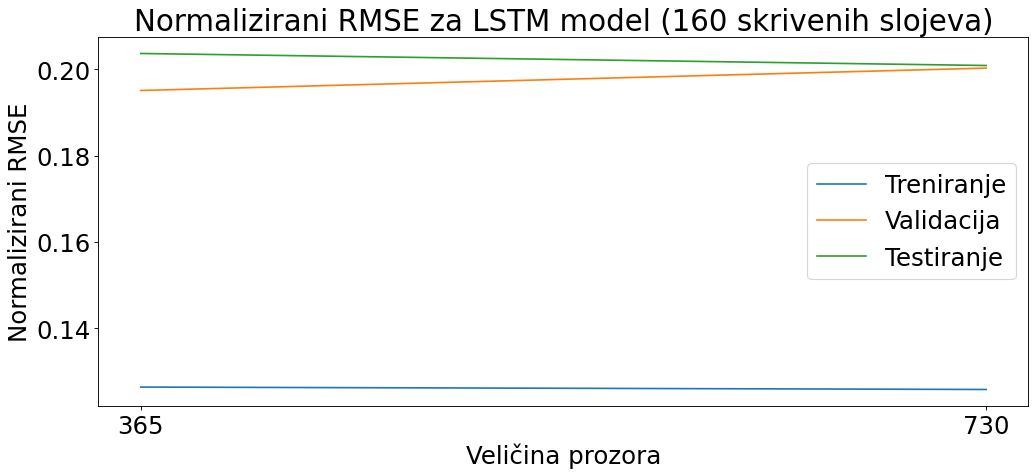 Normalizirani RMSE za LSTM model (160 skrivenih slojeva)
Normalizirani RMSE
0.20
0.18
0.16
0.14
Treniranje
Validacija
Testiranje
365
730
Veličina prozora